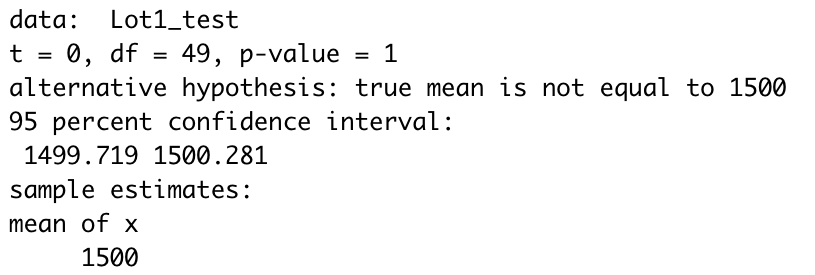 data:  Lot1_test
t = 0, df = 49, p-value = 1
alternative hypothesis: true mean is not equal to 1500
95 percent confidence interval:
 1499.719 1500.281
sample estimates:
mean of x
     1500